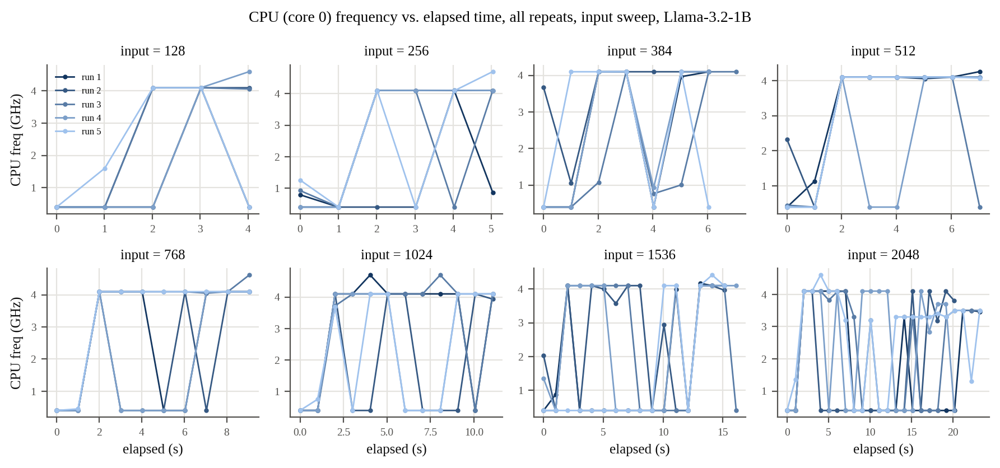 CPU (core 0) frequency vs. elapsed time, all repeats, input sweep, Llama-3.2-1B
input = 128
input = 256
input = 384
input = 512
CPU freq (GHz)
4
3
2
1
run 1
run 2
run 3
run 4
run 5
0 1 2 3 4
4
3
2
1
0 1 2 3 4 5
4
3
2
1
0 2 4 6
4
3
2
1
0 2 4 6
input = 768
input = 1024
input = 1536
input = 2048
CPU freq (GHz)
4
3
2
1
0 2 4 6 8
elapsed (s)
4
3
2
1
0.0 2.5 5.0 7.5 10.0
elapsed (s)
4
3
2
1
0 5 10 15
elapsed (s)
4
3
2
1
0 5 10 15 20
elapsed (s)